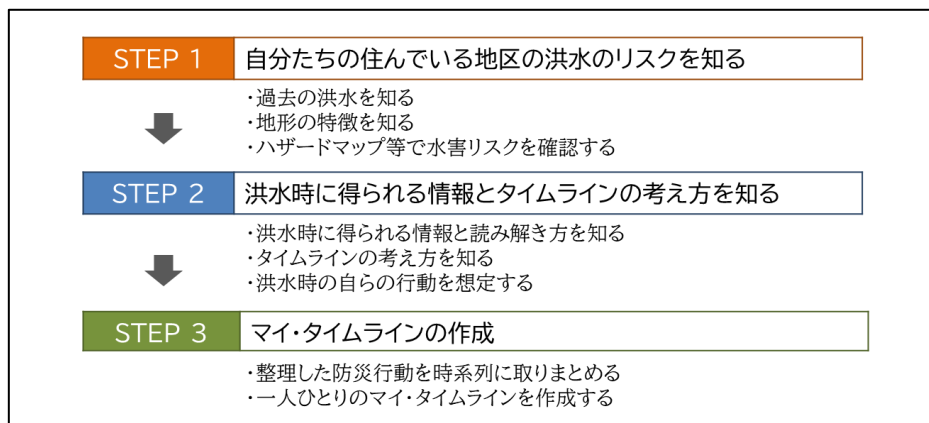 STEP 1 自分たちの住んでいる地区の洪水のリスクを知る
・過去の洪水を知る
・地形の特徴を知る
・ハザードマップ等で水害リスクを確認する
STEP 2 洪水時に得られる情報とタイムラインの考え方を知る
・洪水時に得られる情報と読み解き方を知る
・タイムラインの考え方を知る
・洪水時の自らの行動を想定する
STEP 3 マイ・タイムラインの作成
・整理した防災行動を時系列に取りまとめる
・一人ひとりのマイ・タイムラインを作成する